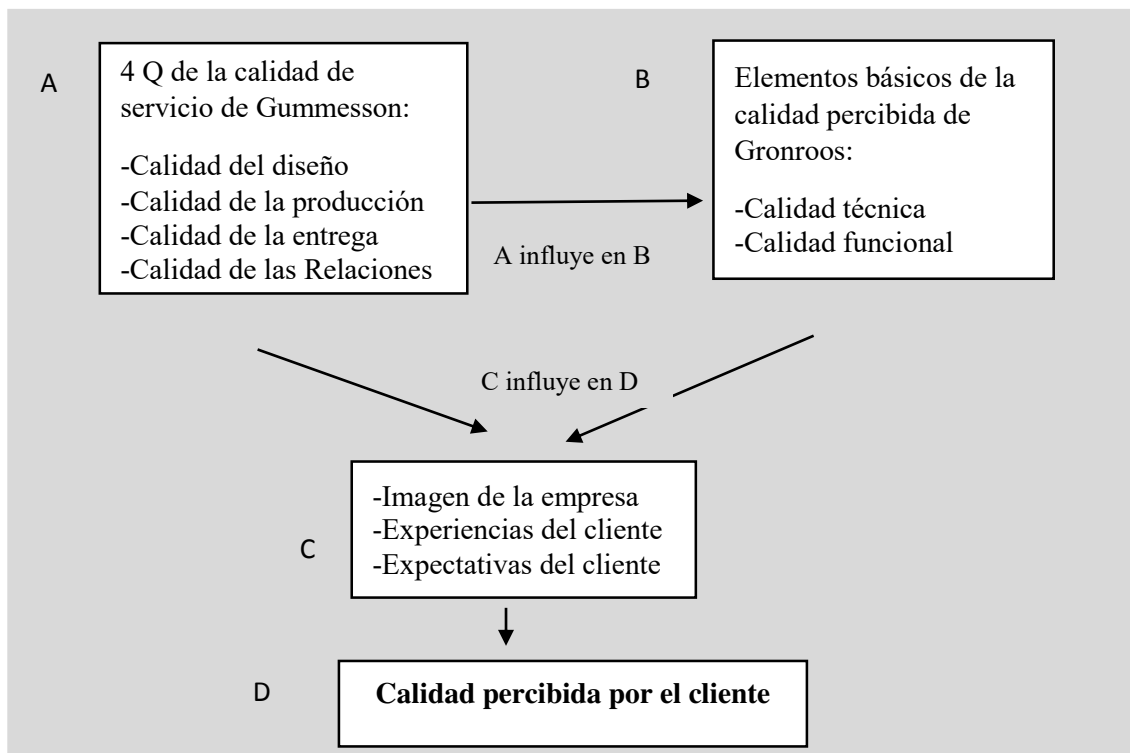 A
4 Q de la calidad de
servicio de Gummesson:
-Calidad del diseño
-Calidad de la producción
-Calidad de la entrega
-Calidad de las Relaciones
A influye en B
B
Elementos básicos de la
calidad percibida de
Gronroos:
-Calidad técnica
-Calidad funcional
C influye en D
C
-Imagen de la empresa
-Experiencias del cliente
-Expectativas del cliente
D
Calidad percibida por el cliente